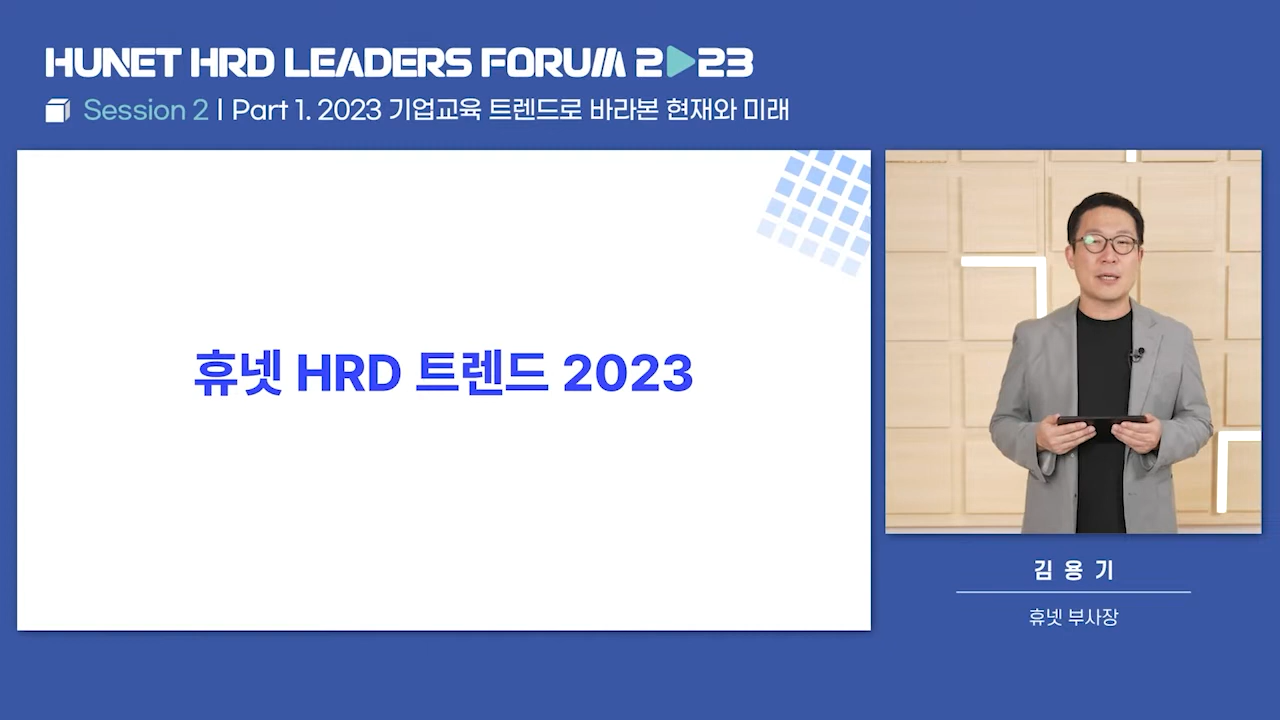 HUNET HRD LEADERS FORUM 2023
Session 2 | Part 1. 2023 기업교육 트렌드로 바라본 현재와 미래
휴넷 HRD 트렌드 2023
김용기
휴넷 부사장